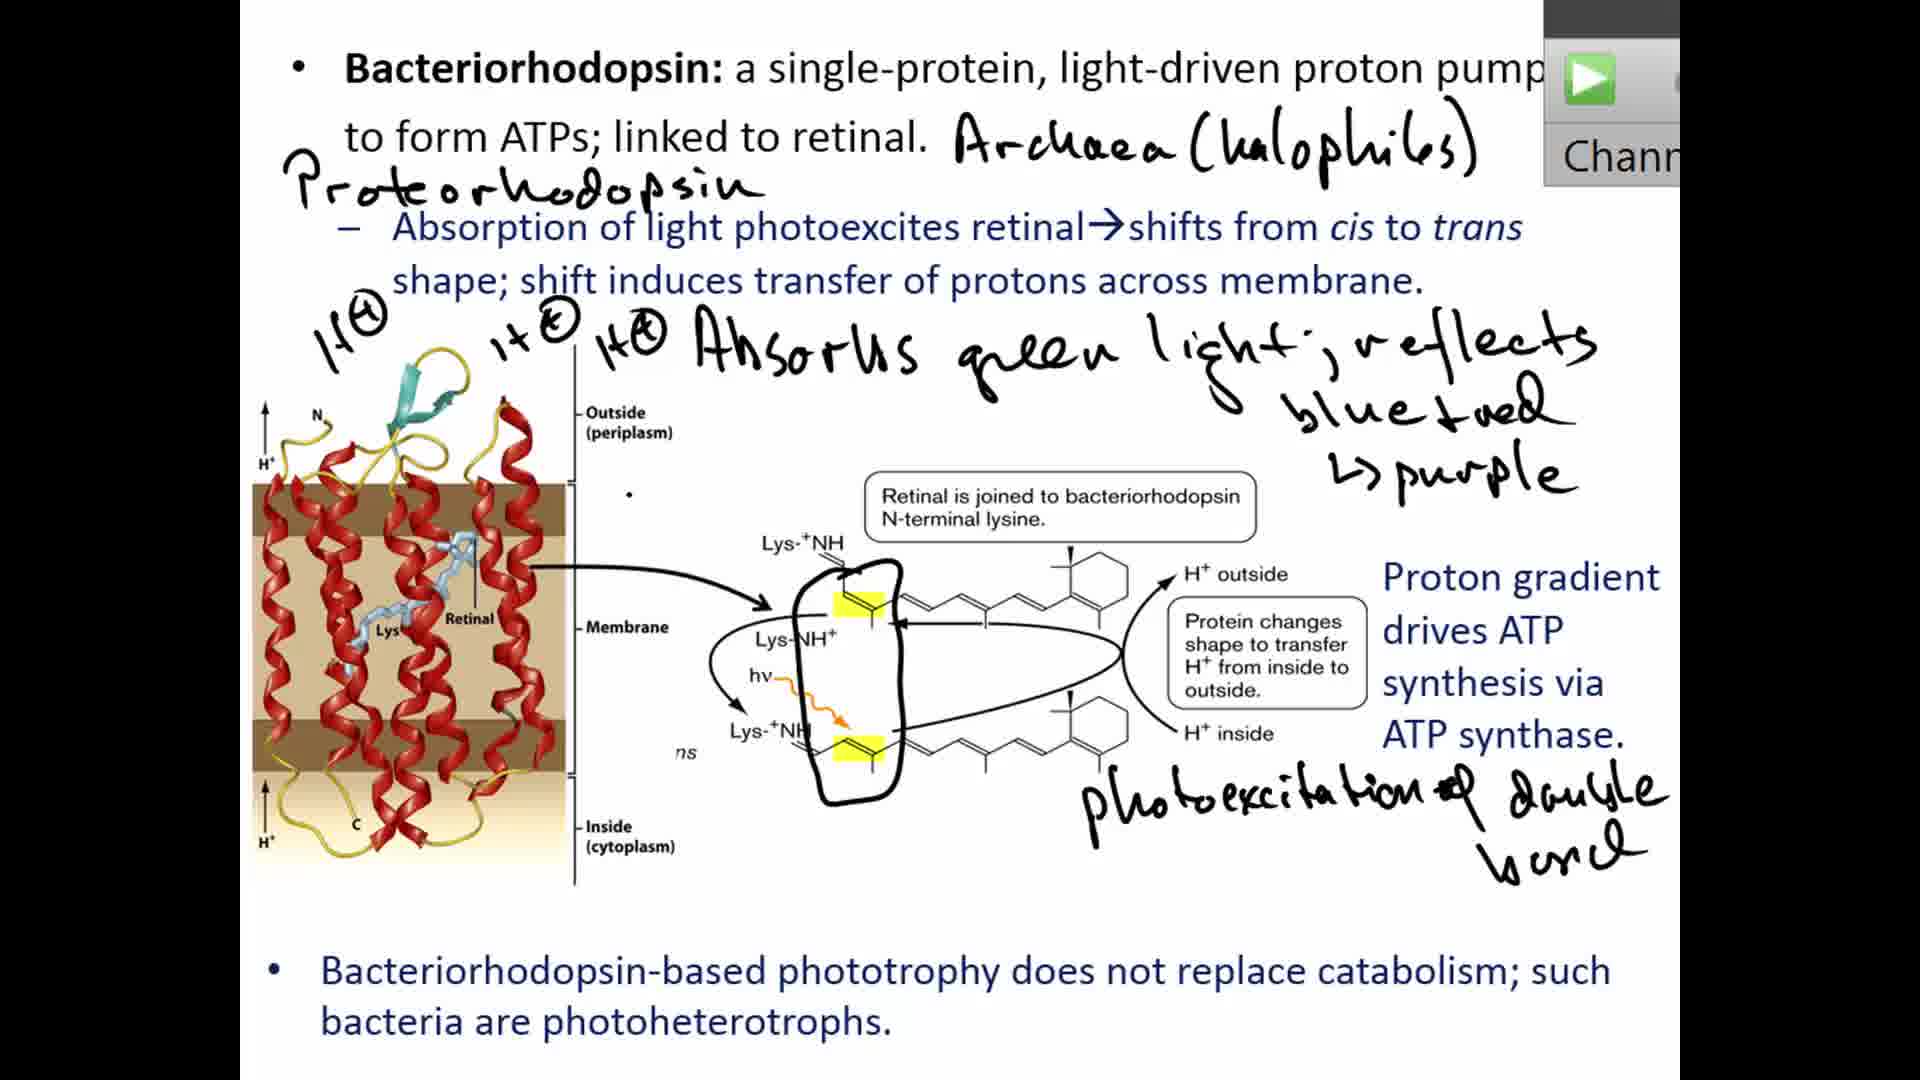 • Bacteriorhodopsin: a single-protein, light-driven proton pump
to form ATPs; linked to retinal. Archaea (halophiles)
Proteorhodopsin
– Absorption of light photoexcites retinal→shifts from cis to trans
shape; shift induces transfer of protons across membrane.
H⊕ H⊕ H⊕ Absorbs green light; reflects
blue + red
↳ purple
Chann
N
H⁺
Outside
(periplasm)
Retinal
Lys
Membrane
C
H⁺
Inside
(cytoplasm)
Retinal is joined to bacteriorhodopsin
N-terminal lysine.
Lys-⁺NH
Lys-NH⁺
hν
Lys-⁺NH
ns
H⁺ outside
Protein changes
shape to transfer
H⁺ from inside to
outside.
H⁺ inside
Proton gradient
drives ATP
synthesis via
ATP synthase.
photoexcitation of double
bond
• Bacteriorhodopsin-based phototrophy does not replace catabolism; such
bacteria are photoheterotrophs.